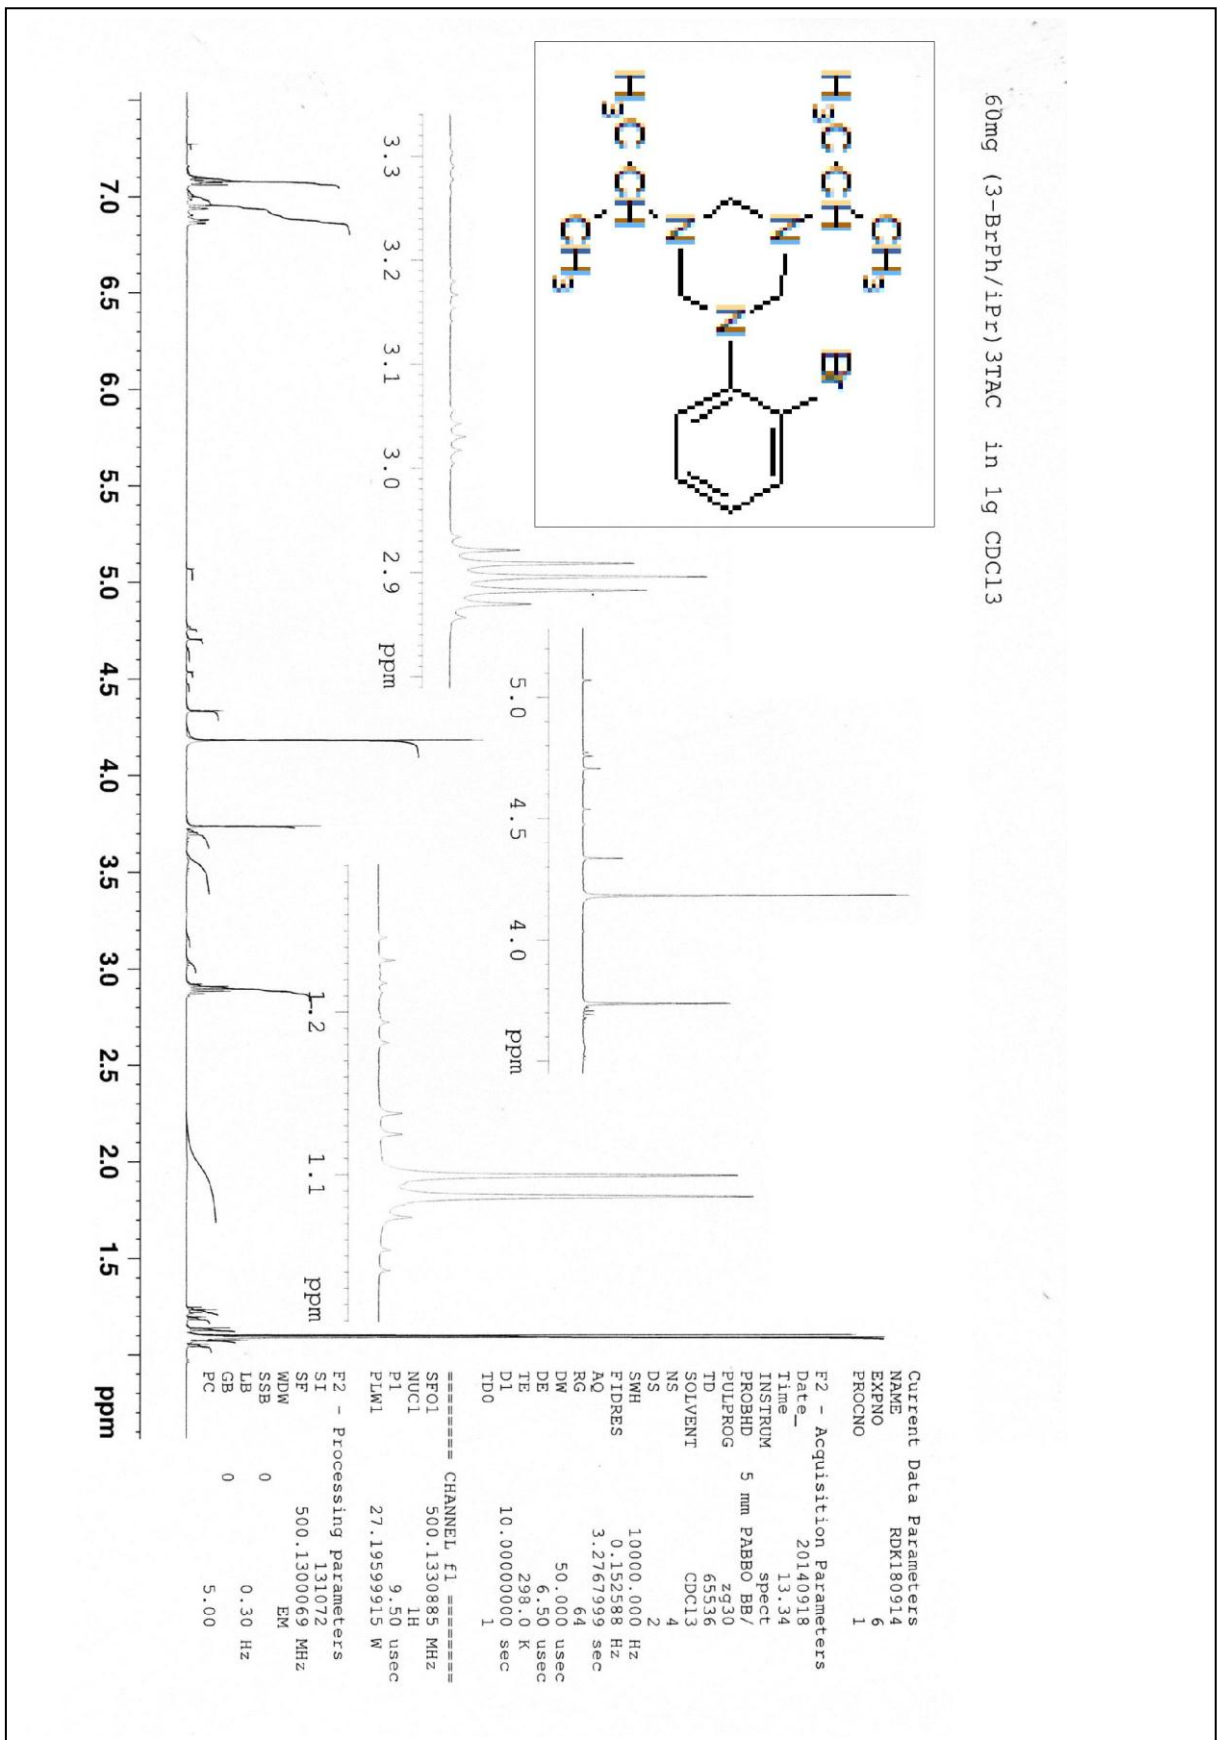 60mg (3-BrPh/iPr)3TAC in 1g CDCl3
H3C CH CH3
H3C CH CH3
N
N
N
Br
3.3 3.2 3.1 3.0 2.9 ppm
5.0 4.5 4.0 ppm
1.2 1.1 ppm
7.0 6.5 6.0 5.5 5.0 4.5 4.0 3.5 3.0 2.5 2.0 1.5 ppm
Current Data Parameters
NAME RDK180914
EXPNO 6
PROCNO 1
F2 - Acquisition Parameters
Date_ 20140918
Time 13.34
INSTRUM spect
PROBHD 5 mm PABBO BB/
PULPROG zg30
TD 65536
SOLVENT CDCl3
NS 4
DS 2
SWH 10000.000 Hz
FIDRES 0.152588 Hz
AQ 3.2767999 sec
RG 64
DW 50.000 usec
DE 6.50 usec
TE 298.0 K
D1 10.00000000 sec
TD0 1
======== CHANNEL f1 ========
SFO1 500.1330885 MHz
NUC1 1H
P1 9.50 usec
PLW1 27.19599915 W
F2 - Processing parameters
SI 131072
SF 500.1300069 MHz
WDW EM
SSB 0
LB 0.30 Hz
GB 0
PC 5.00